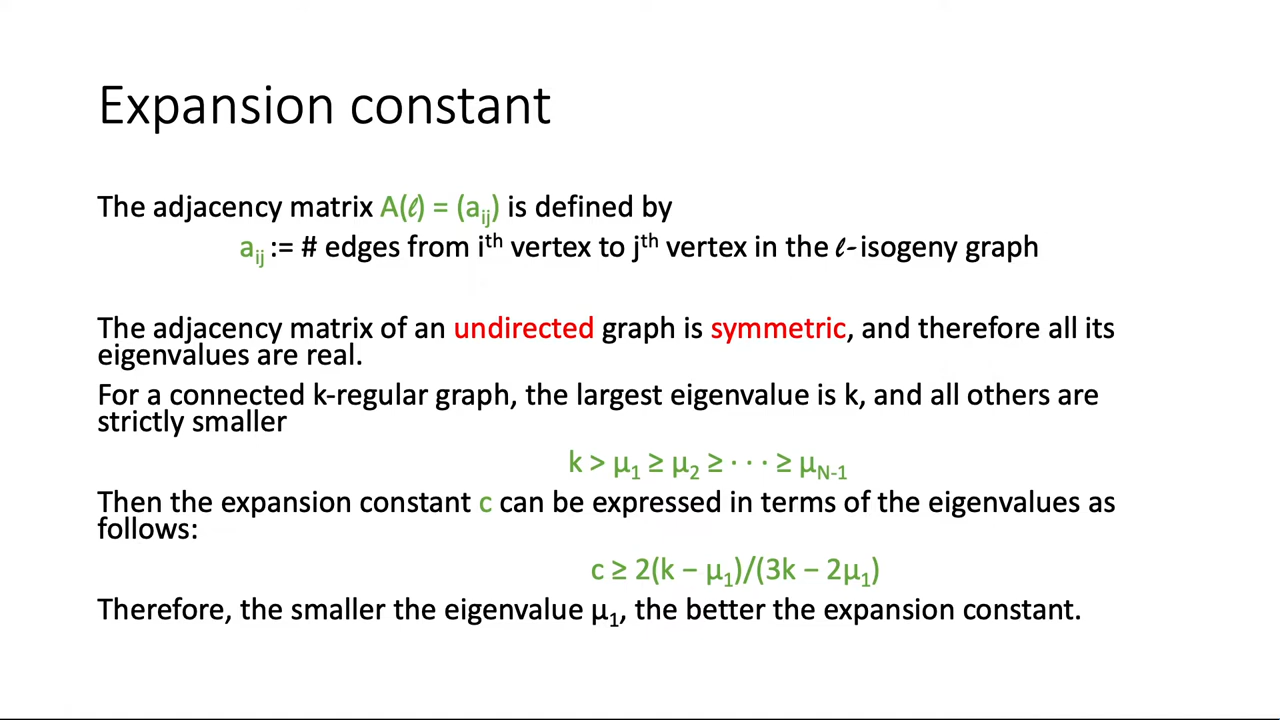 Expansion constant
The adjacency matrix A(ℓ) = (aᵢⱼ) is defined by
aᵢⱼ := # edges from iᵗʰ vertex to jᵗʰ vertex in the ℓ-isogeny graph
The adjacency matrix of an undirected graph is symmetric, and therefore all its
eigenvalues are real.
For a connected k-regular graph, the largest eigenvalue is k, and all others are
strictly smaller
k > μ₁ ≥ μ₂ ≥ · · · ≥ μ_N-1
Then the expansion constant c can be expressed in terms of the eigenvalues as
follows:
c ≥ 2(k − μ₁)/(3k − 2μ₁)
Therefore, the smaller the eigenvalue μ₁, the better the expansion constant.